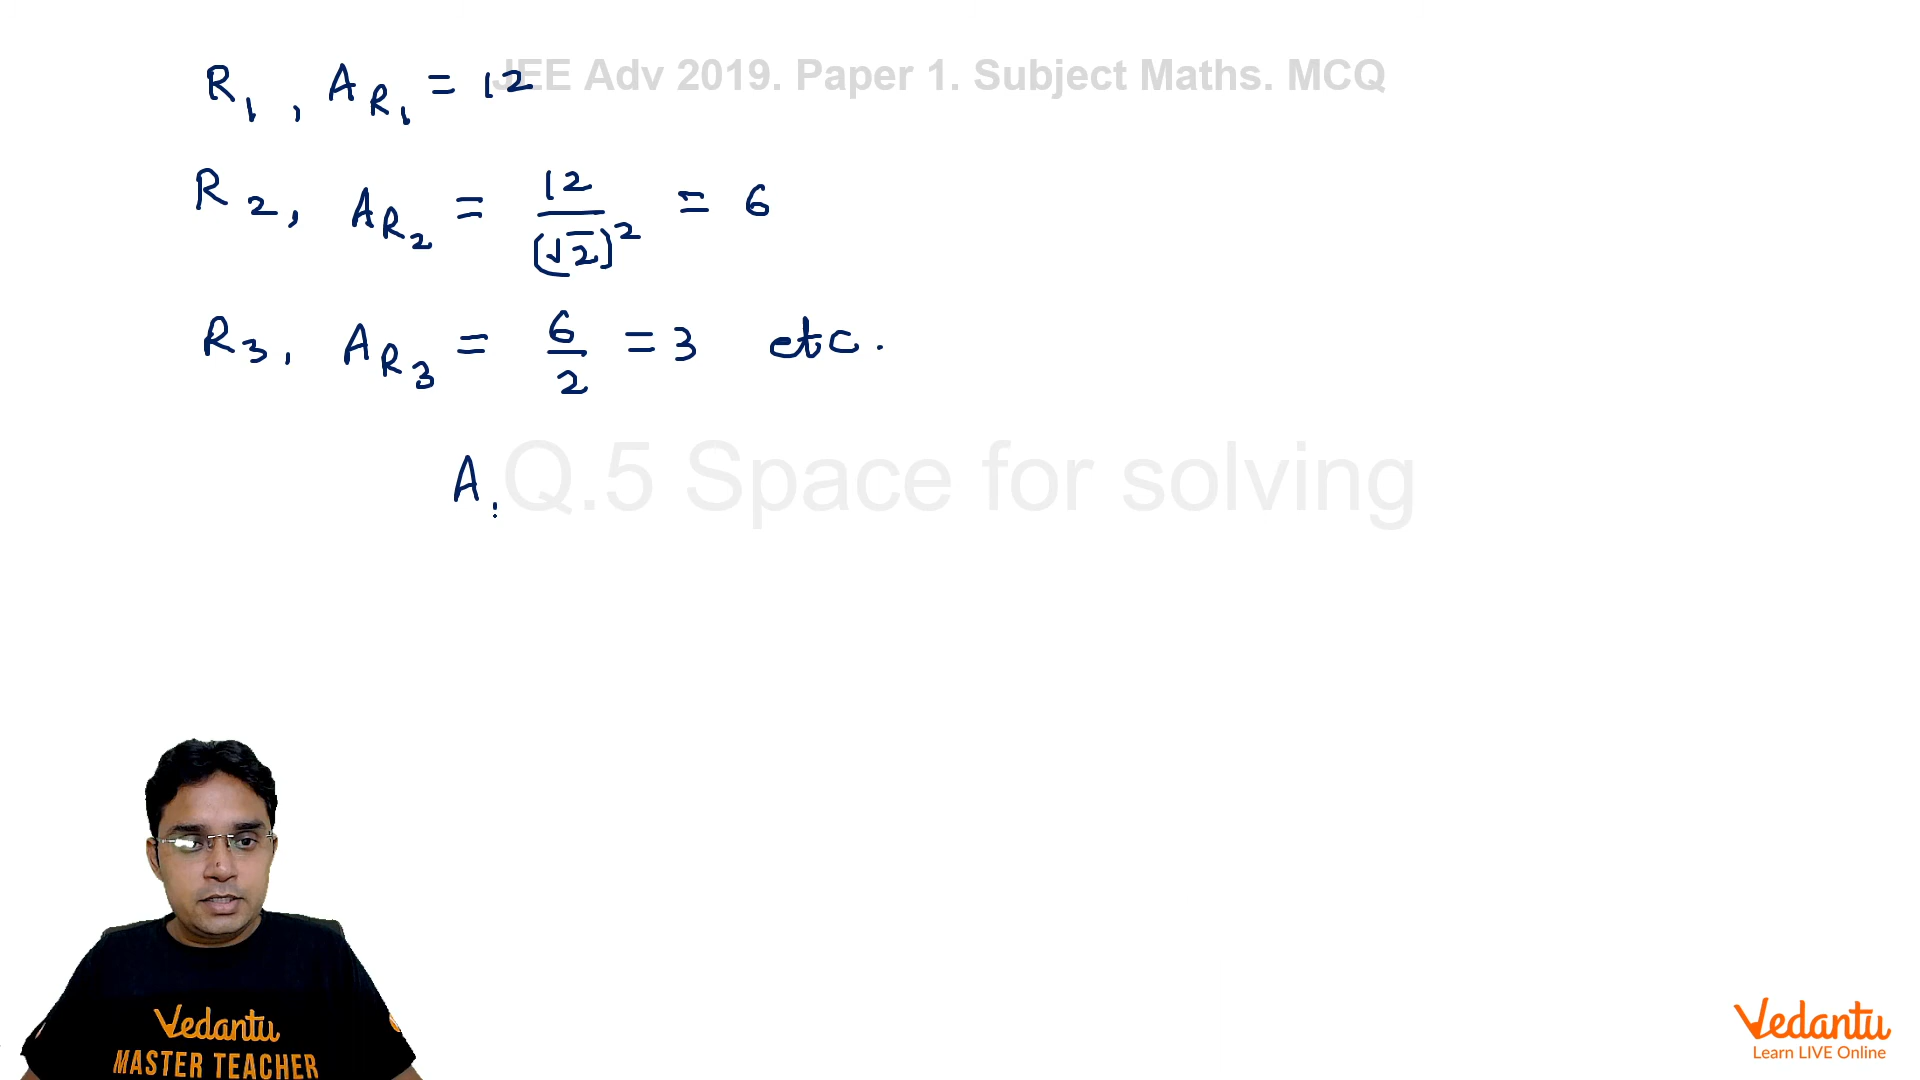 JEE Adv 2019. Paper 1. Subject Maths. MCQ
R₁ , A_R₁ = 12
R₂, A_R₂ = 12/(√2)² = 6
R₃, A_R₃ = 6/2 = 3 etc.
Q.5 Space for solving
A
Vedantu
MASTER TEACHER
Vedantu
Learn LIVE Online